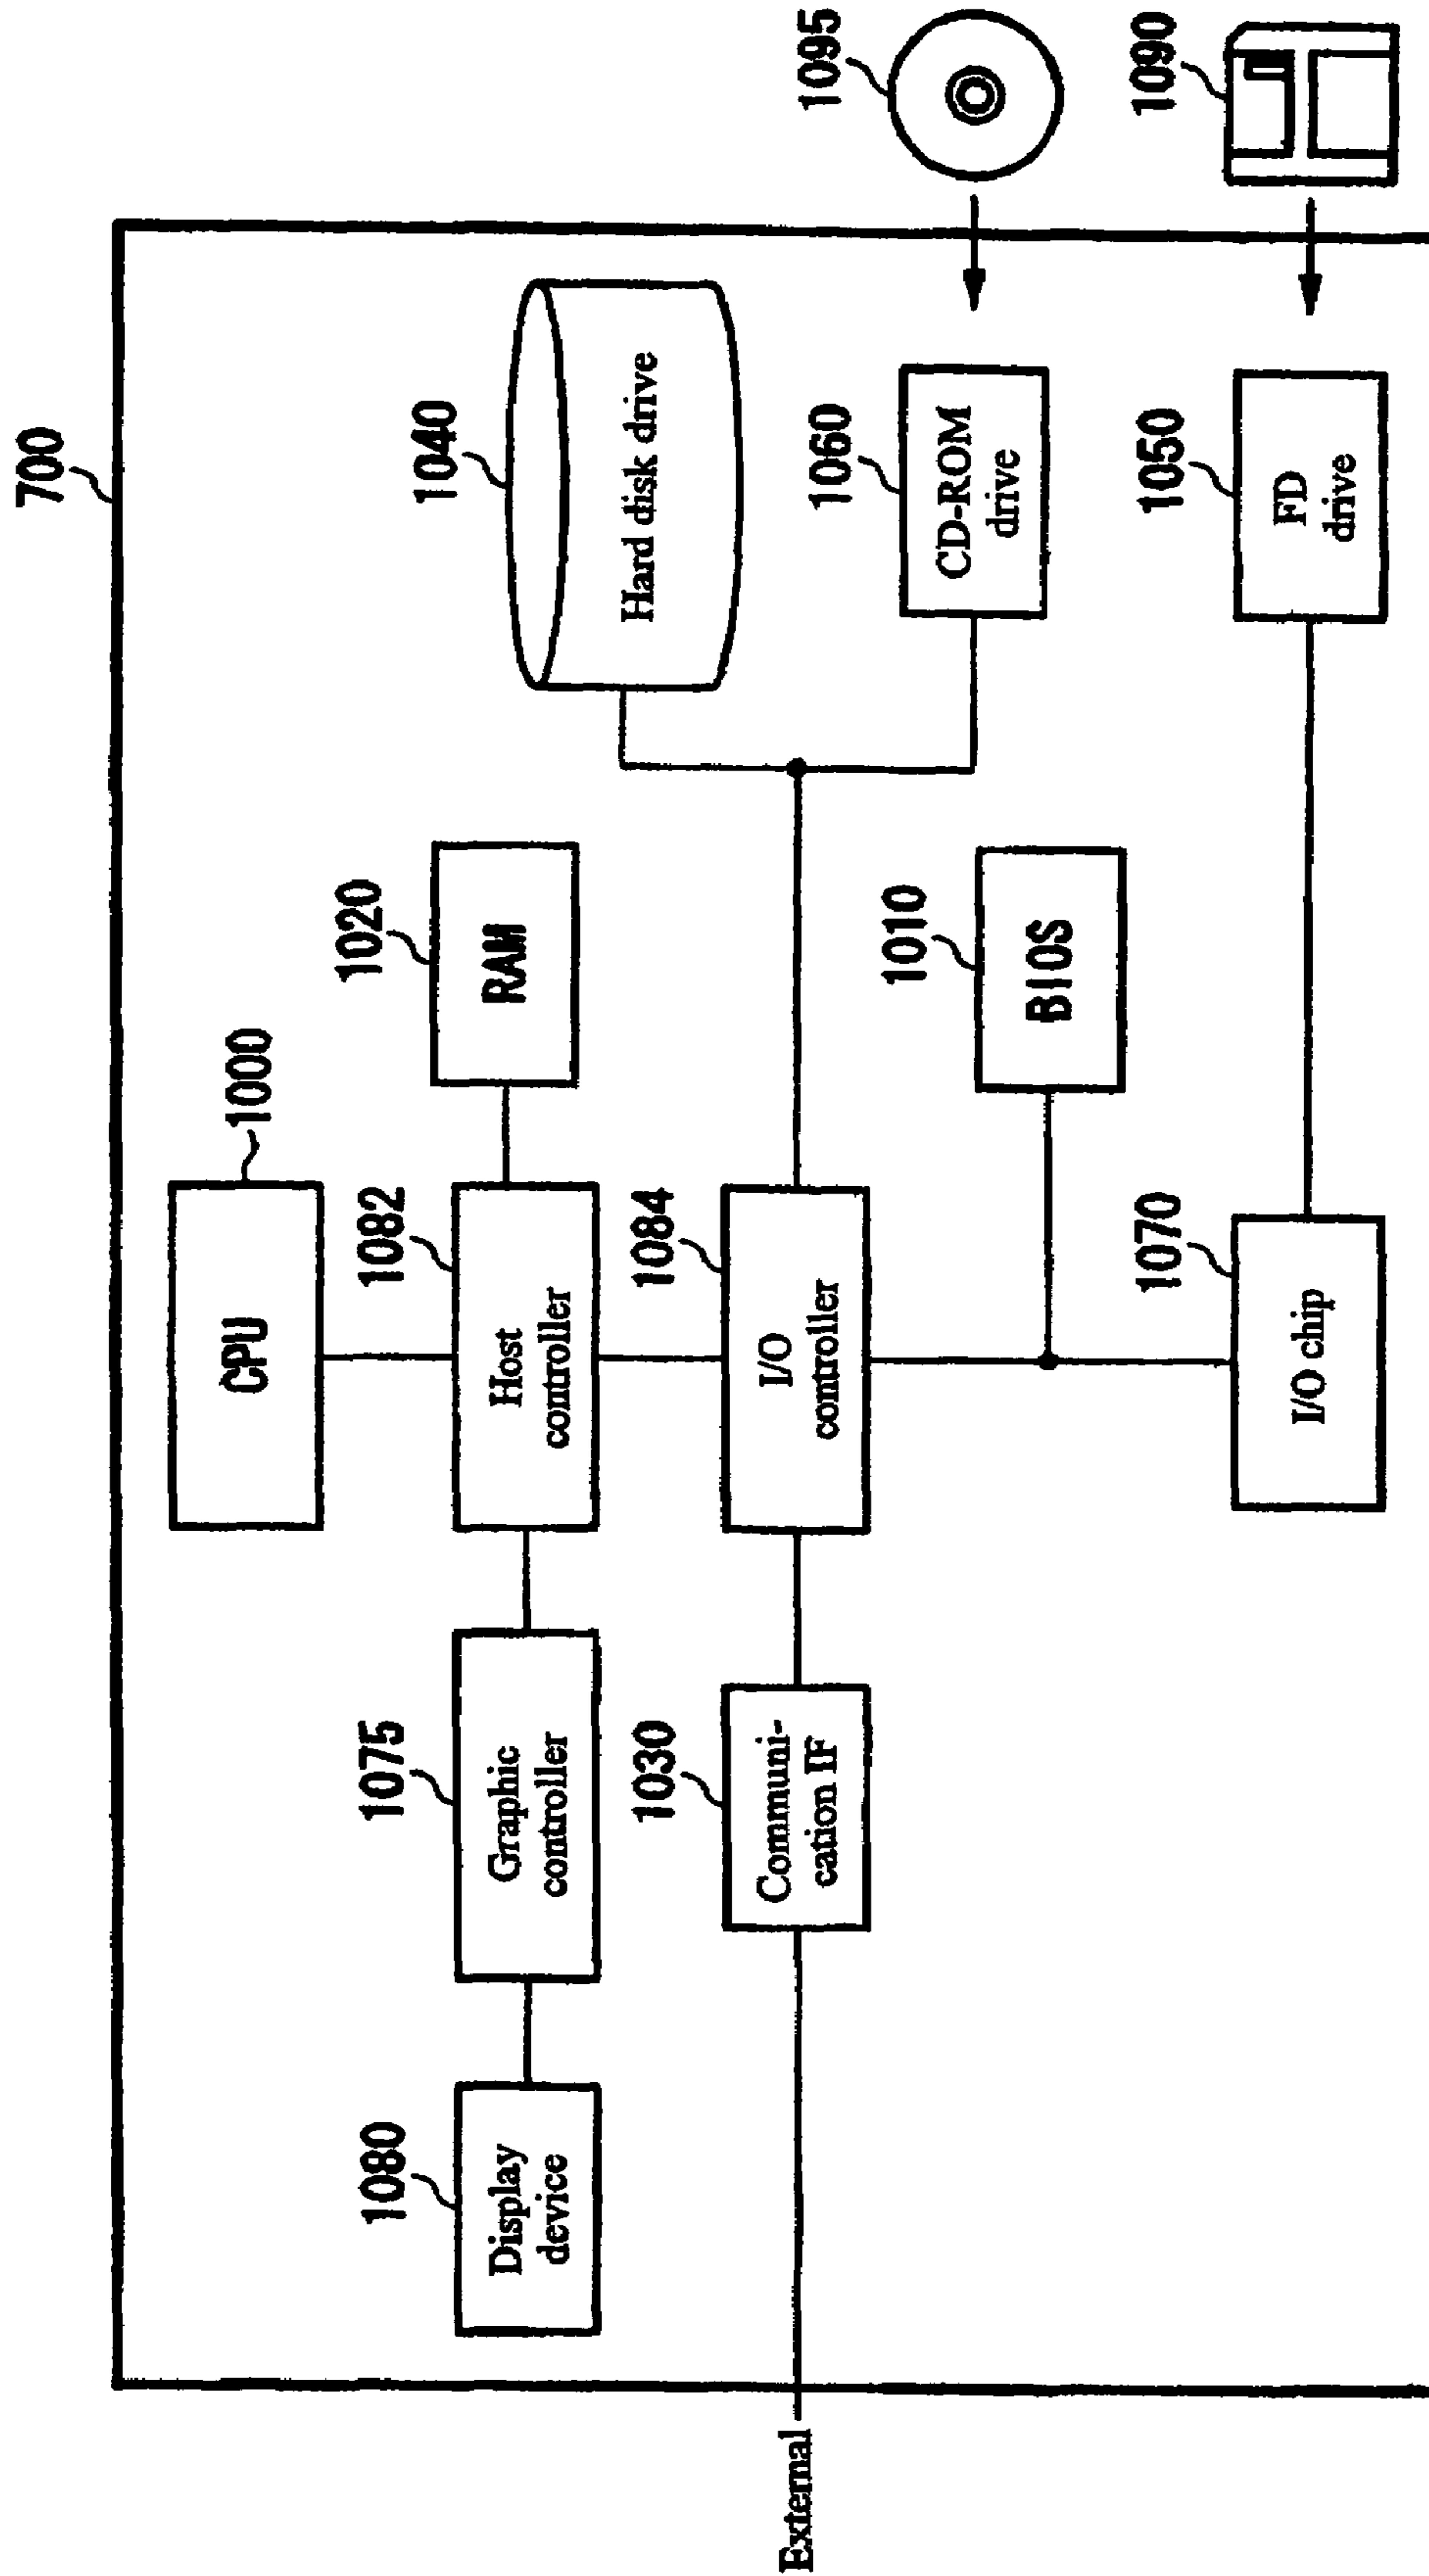 700
1000
CPU
1080
Display
device
1075
Graphic
controller
1082
Host
controller
1020
RAM
1040
Hard disk drive
External
1030
Communi-
cation IF
1084
I/O
controller
1060
CD-ROM
drive
1095
1010
BIOS
1070
I/O chip
1050
FD
drive
1090